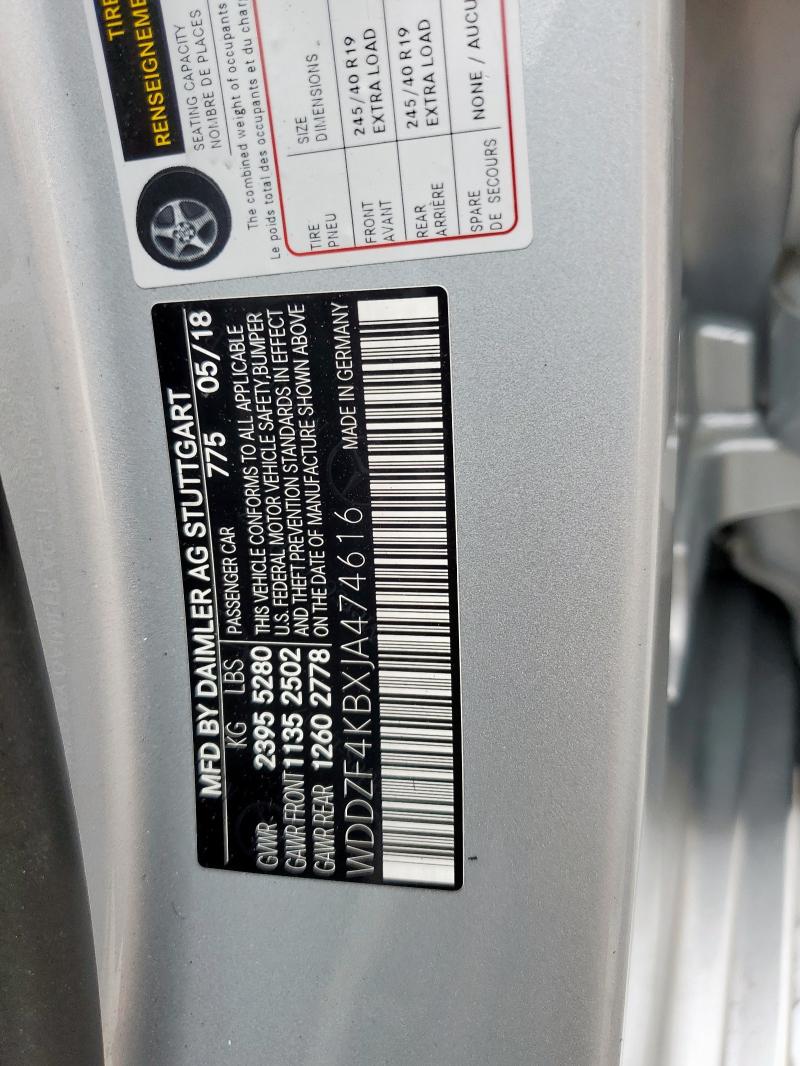 TIRE
RENSEIGNEME
SEATING CAPACITY
NOMBRE DE PLACES
The combined weight of occupants
Le poids total des occupants et du char
TIRE SIZE
PNEU DIMENSIONS
FRONT 245/40 R19
AVANT EXTRA LOAD
REAR 245/40 R19
ARRIÈRE EXTRA LOAD
SPARE NONE / AUCU
DE SECOURS
MFD BY DAIMLER AG STUTTGART
KG LBS PASSENGER CAR 775 05/18
GVWR 2395 5280 THIS VEHICLE CONFORMS TO ALL APPLICABLE
GAWR FRONT 1135 2502 U.S. FEDERAL MOTOR VEHICLE SAFETY, BUMPER
GAWR REAR 1260 2778 AND THEFT PREVENTION STANDARDS IN EFFECT
ON THE DATE OF MANUFACTURE SHOWN ABOVE
WDDZF4KBXJA474616 MADE IN GERMANY